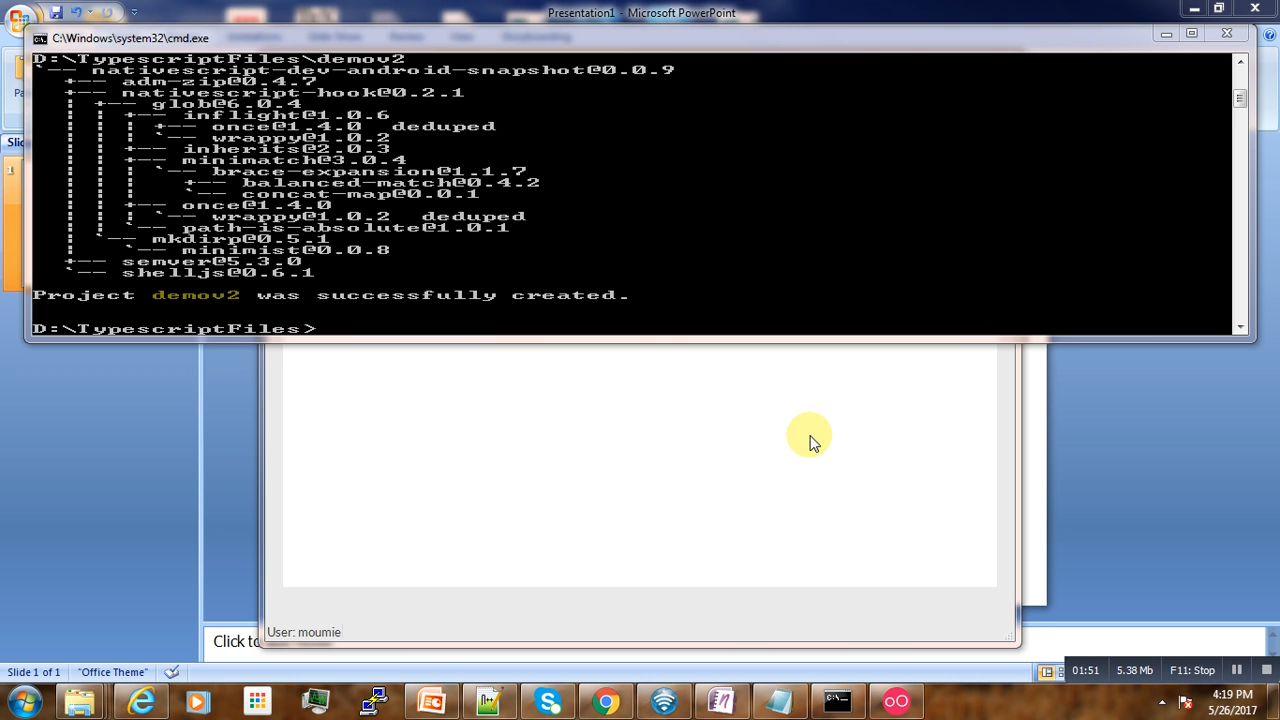 Presentation1 - Microsoft PowerPoint
C:\Windows\system32\cmd.exe
D:\TypescriptFiles\demov2
`-- nativescript-dev-android-snapshot@0.0.9
+-- adm-zip@0.4.7
+-- nativescript-hook@0.2.1
| +-- glob@6.0.4
| | +-- inflight@1.0.6
| | | +-- once@1.4.0 deduped
| | | `-- wrappy@1.0.2
| | +-- inherits@2.0.3
| | +-- minimatch@3.0.4
| | | `-- brace-expansion@1.1.7
| | |   +-- balanced-match@0.4.2
| | |   `-- concat-map@0.0.1
| | +-- once@1.4.0
| | | `-- wrappy@1.0.2 deduped
| | `-- path-is-absolute@1.0.1
| `-- mkdirp@0.5.1
|   `-- minimist@0.0.8
+-- semver@5.3.0
`-- shelljs@0.6.1
Project demov2 was successfully created.
D:\TypescriptFiles>
Slid
1
User: moumie
Click to
Slide 1 of 1
"Office Theme"
01:51
5.38 Mb
F11: Stop
4:19 PM
5/26/2017